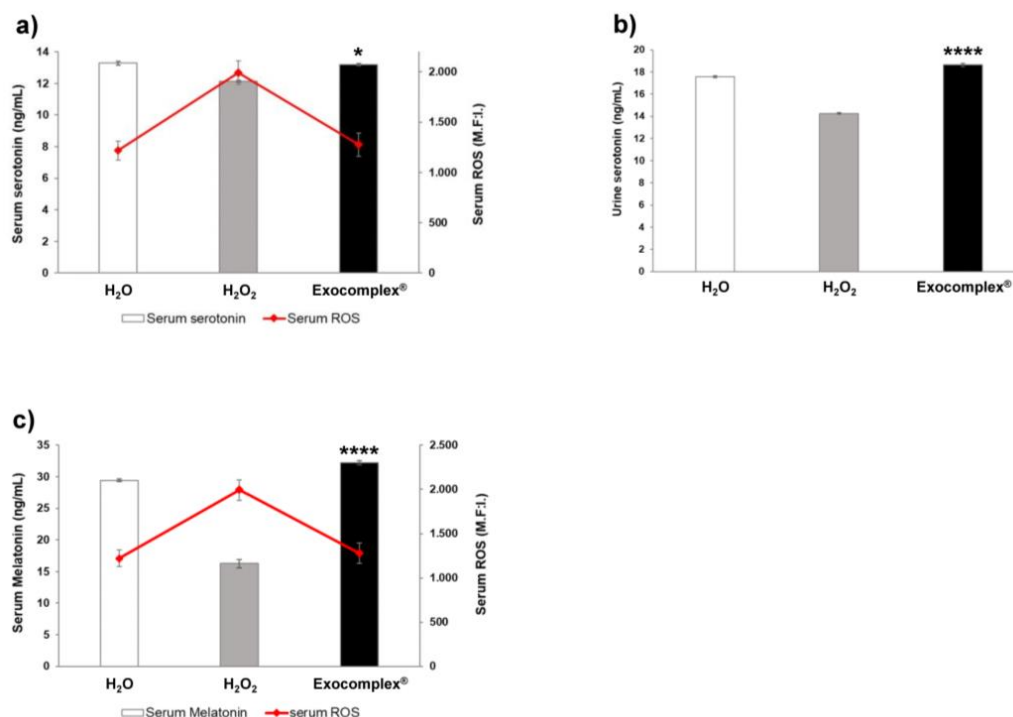 a)
Serum serotonin (ng/mL)
14
12
10
8
6
4
2
0
*
2.000
1.500
1.000
500
0
Serum ROS (M.F:I.)
H₂O
H₂O₂
Exocomplex®
Serum serotonin
Serum ROS
b)
Urine serotonin (ng/mL)
20
18
16
14
12
10
8
6
4
2
0
****
H₂O
H₂O₂
Exocomplex®
c)
Serum Melatonin (ng/mL)
35
30
25
20
15
10
5
0
****
2.500
2.000
1.500
1.000
500
0
Serum ROS (M.F:I.)
H₂O
H₂O₂
Exocomplex®
Serum Melatonin
serum ROS